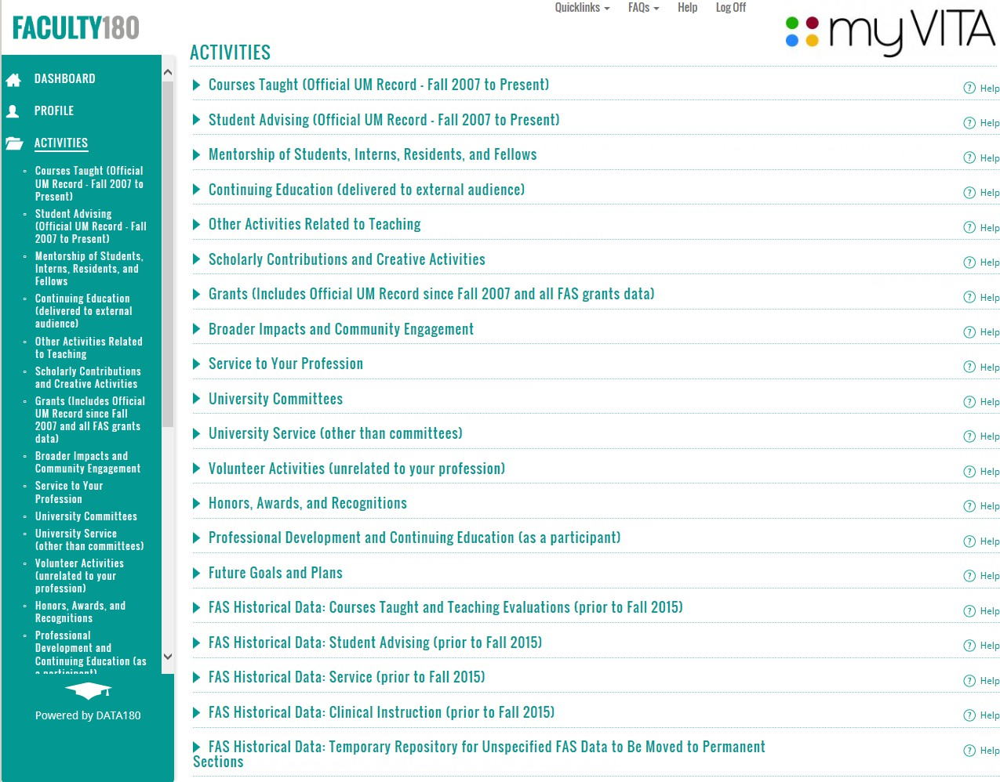 FACULTY180
Quicklinks FAQs Help Log Off
myVITA
DASHBOARD
PROFILE
ACTIVITIES
Courses Taught (Official
UM Record - Fall 2007 to
Present)
Student Advising
(Official UM Record - Fall
2007 to Present)
Mentorship of Students,
Interns, Residents, and
Fellows
Continuing Education
(delivered to external
audience)
Other Activities Related
to Teaching
Scholarly Contributions
and Creative Activities
Grants (Includes Official
UM Record since Fall
2007 and all FAS grants
data)
Broader Impacts and
Community Engagement
Service to Your
Profession
University Committees
University Service
(other than committees)
Volunteer Activities
(unrelated to your
profession)
Honors, Awards, and
Recognitions
Professional
Development and
Continuing Education (as
a participant)
Powered by DATA180
ACTIVITIES
Courses Taught (Official UM Record - Fall 2007 to Present) ? Help
Student Advising (Official UM Record - Fall 2007 to Present) ? Help
Mentorship of Students, Interns, Residents, and Fellows ? Help
Continuing Education (delivered to external audience) ? Help
Other Activities Related to Teaching ? Help
Scholarly Contributions and Creative Activities ? Help
Grants (Includes Official UM Record since Fall 2007 and all FAS grants data) ? Help
Broader Impacts and Community Engagement ? Help
Service to Your Profession ? Help
University Committees ? Help
University Service (other than committees) ? Help
Volunteer Activities (unrelated to your profession) ? Help
Honors, Awards, and Recognitions ? Help
Professional Development and Continuing Education (as a participant) ? Help
Future Goals and Plans ? Help
FAS Historical Data: Courses Taught and Teaching Evaluations (prior to Fall 2015) ? Help
FAS Historical Data: Student Advising (prior to Fall 2015) ? Help
FAS Historical Data: Service (prior to Fall 2015) ? Help
FAS Historical Data: Clinical Instruction (prior to Fall 2015) ? Help
FAS Historical Data: Temporary Repository for Unspecified FAS Data to Be Moved to Permanent ? Help
Sections